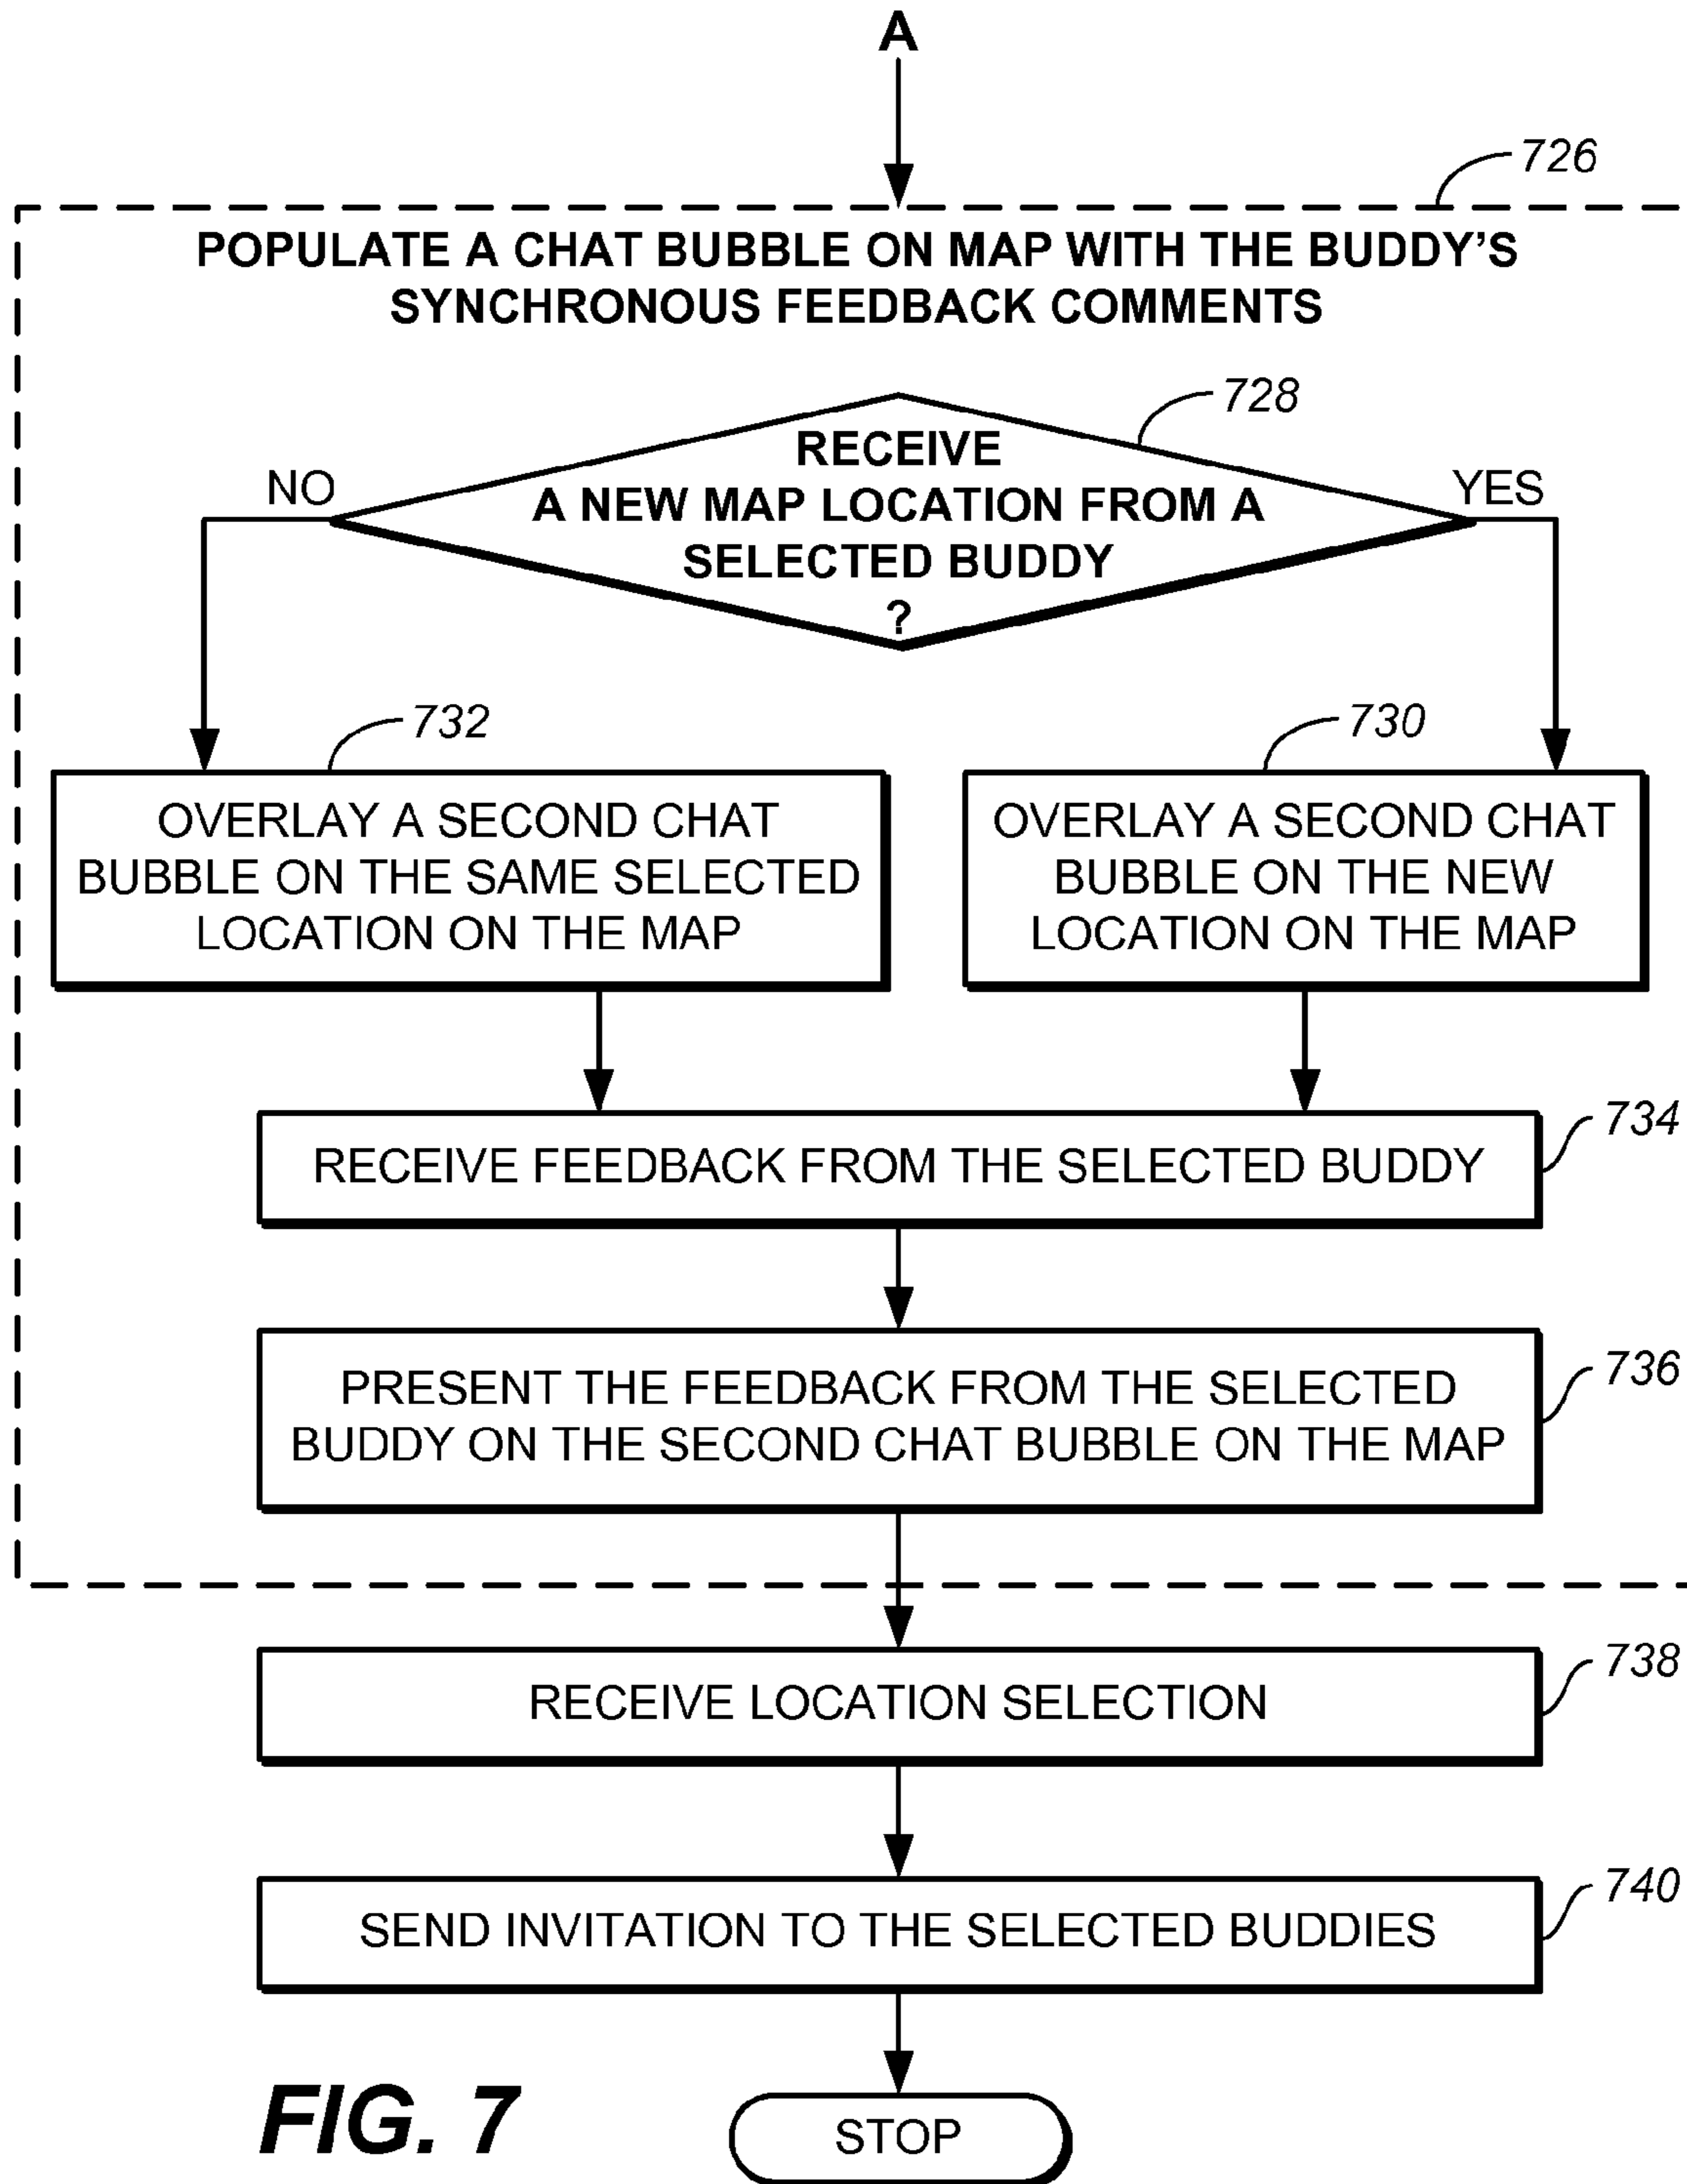 A
726
POPULATE A CHAT BUBBLE ON MAP WITH THE BUDDY'S
SYNCHRONOUS FEEDBACK COMMENTS
728
RECEIVE
A NEW MAP LOCATION FROM A
SELECTED BUDDY
?
NO
YES
732
OVERLAY A SECOND CHAT
BUBBLE ON THE SAME SELECTED
LOCATION ON THE MAP
730
OVERLAY A SECOND CHAT
BUBBLE ON THE NEW
LOCATION ON THE MAP
734
RECEIVE FEEDBACK FROM THE SELECTED BUDDY
736
PRESENT THE FEEDBACK FROM THE SELECTED
BUDDY ON THE SECOND CHAT BUBBLE ON THE MAP
738
RECEIVE LOCATION SELECTION
740
SEND INVITATION TO THE SELECTED BUDDIES
STOP
FIG. 7